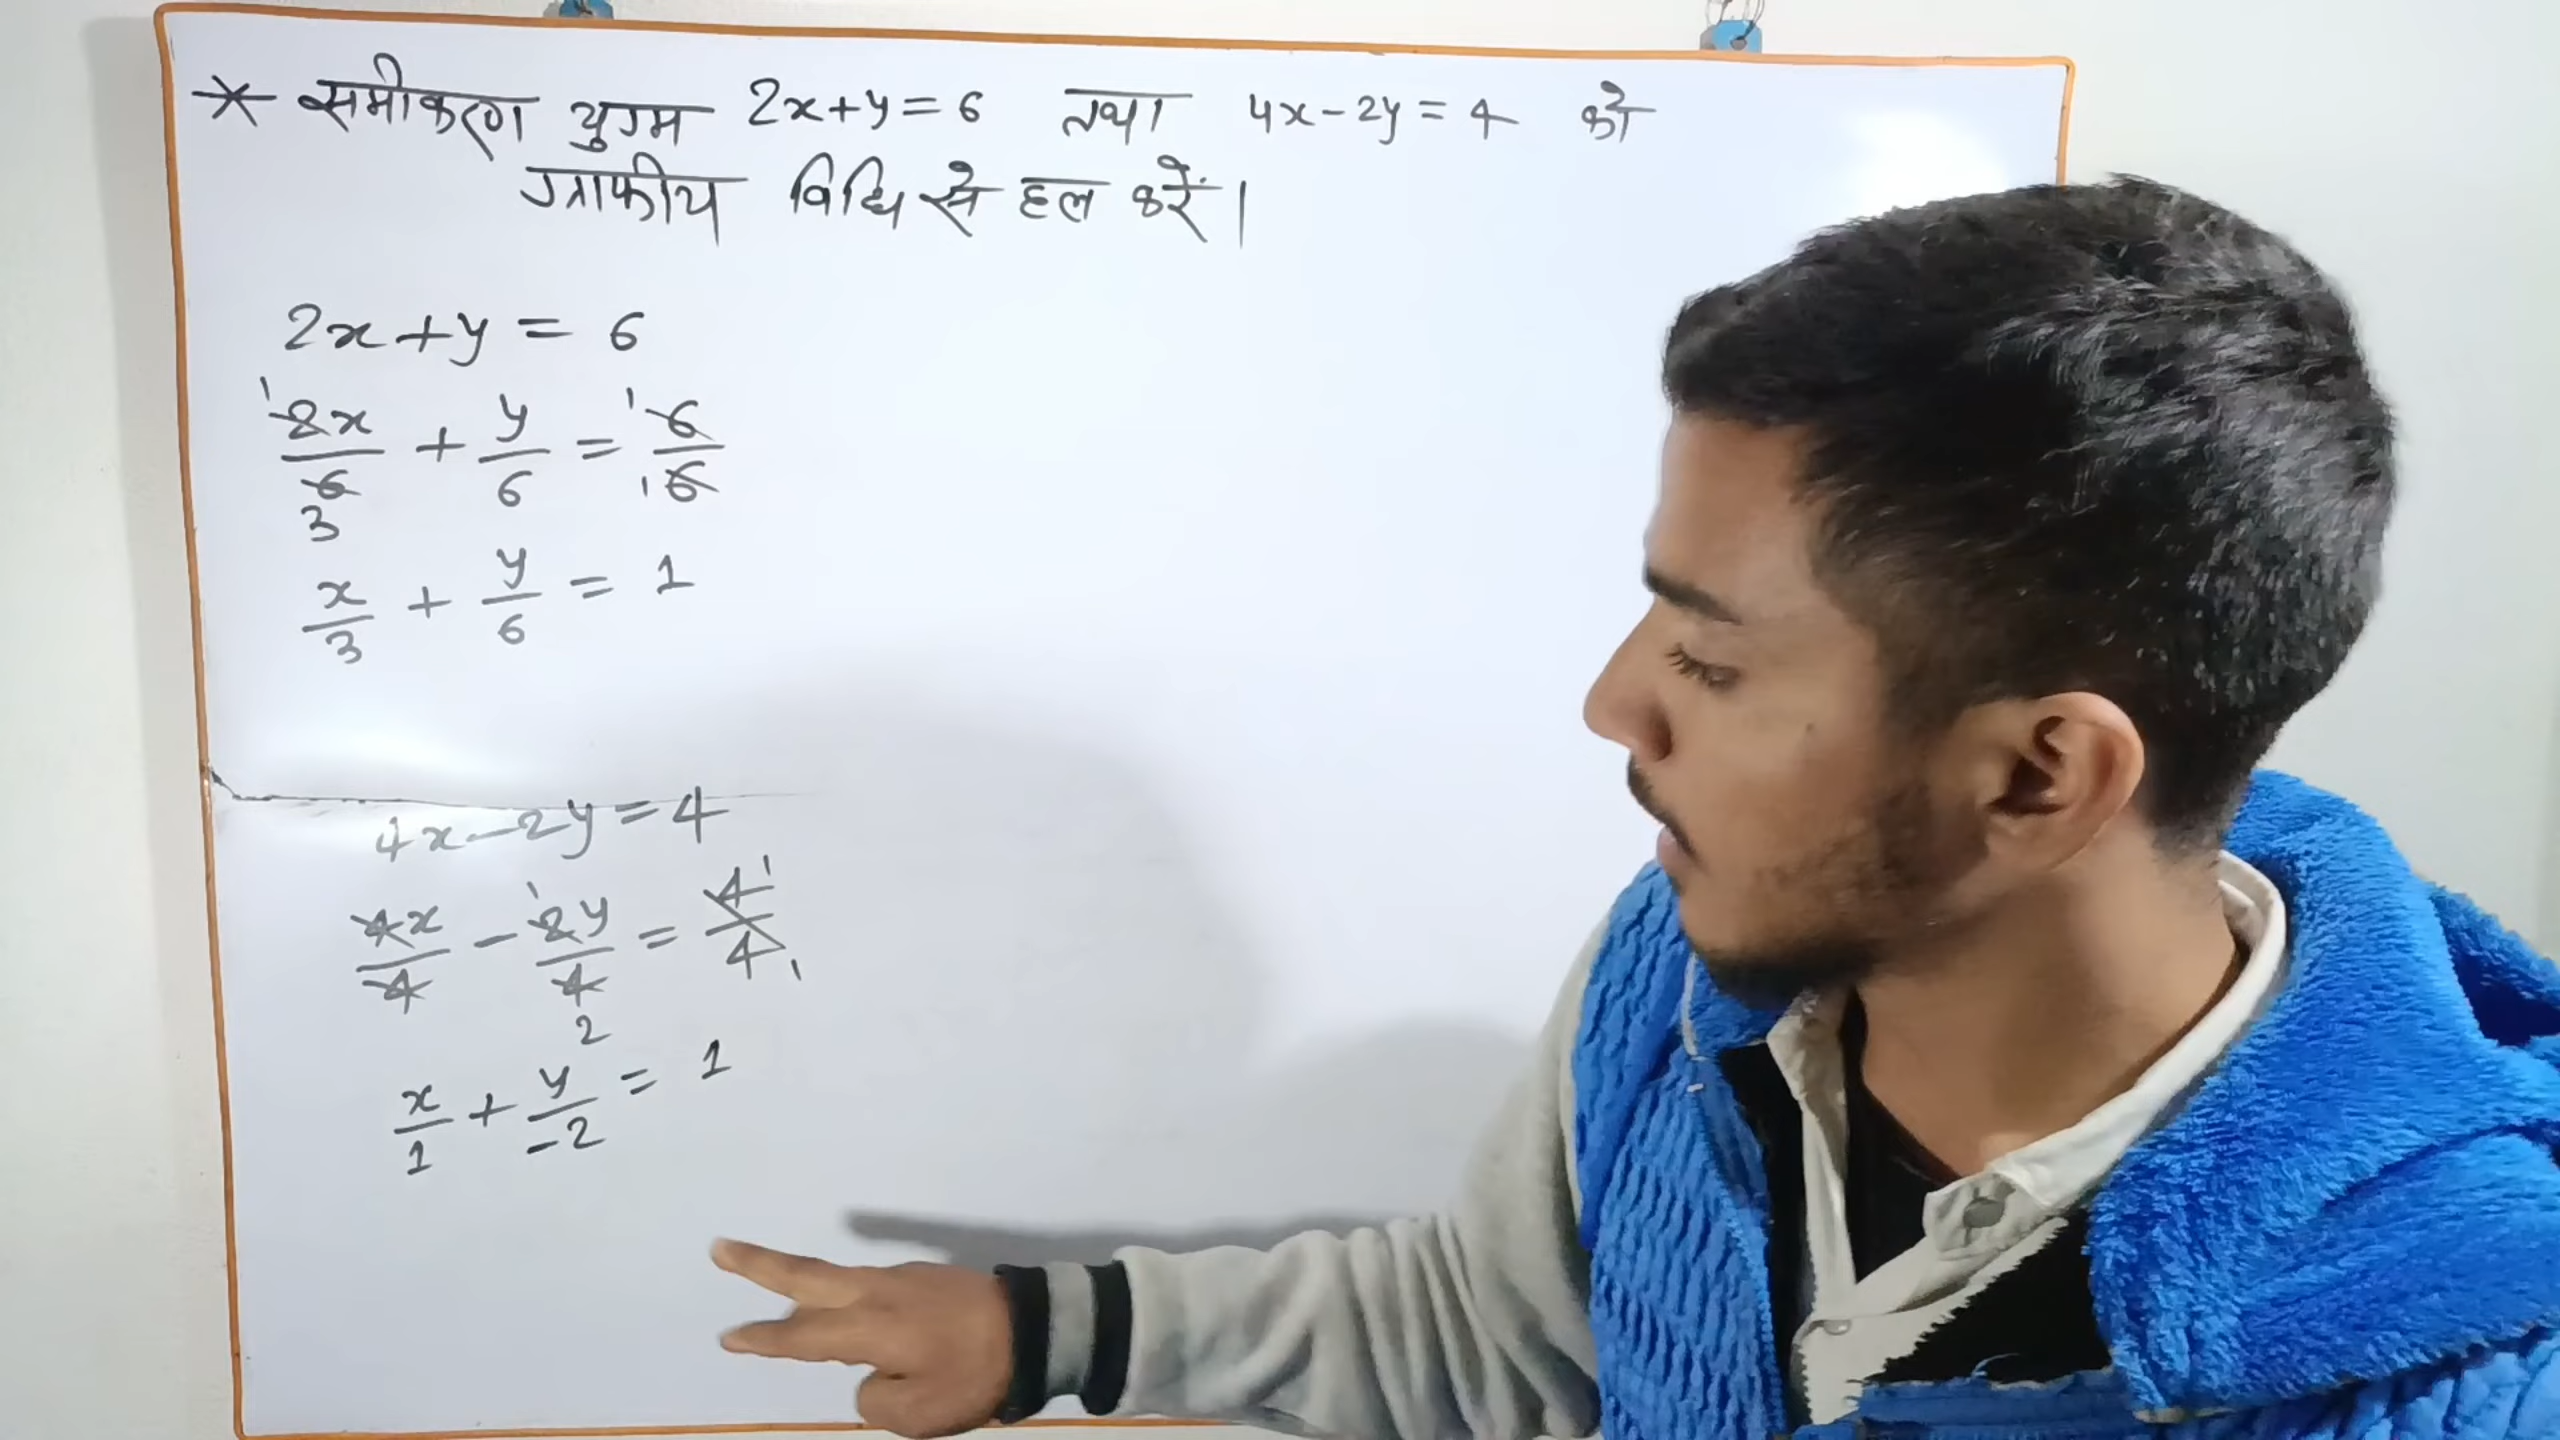 * समीकरण युग्म 2x+y=6 तथा 4x-2y=4 को
ग्राफीय विधि से हल करें।
2x+y = 6
2x/6 + y/6 = 6/6
x/3 + y/6 = 1
4x-2y=4
4x/4 - 2y/4 = 4/4
x/1 + y/-2 = 1